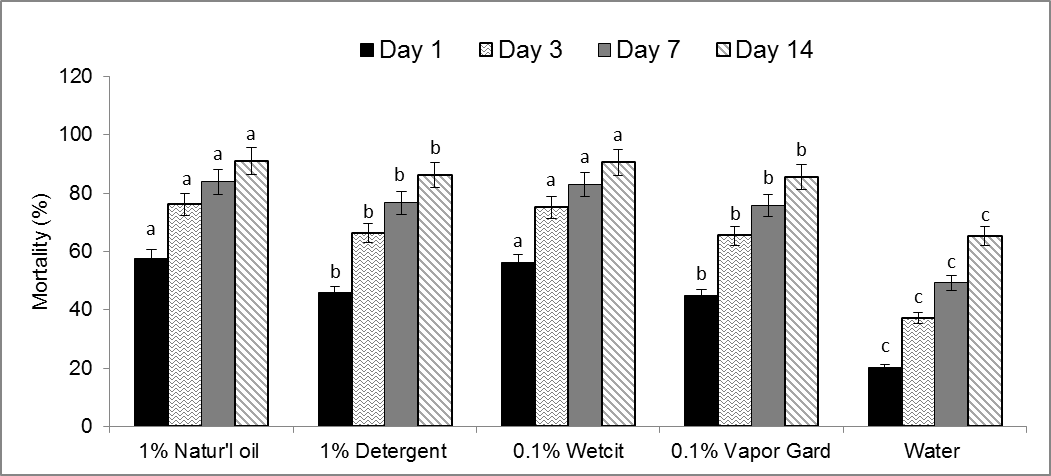 Day 1 Day 3 Day 7 Day 14
120
100
80
60
40
20
0
Mortality (%)
a a a a
b b b b
a a a a
b b b b
c c c c
1% Natur'l oil 1% Detergent 0.1% Wetcit 0.1% Vapor Gard Water